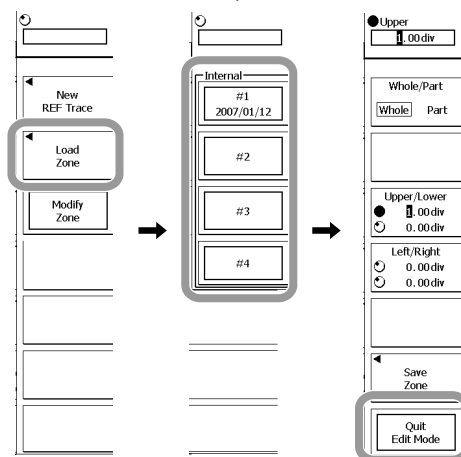 New
REF Trace
Load
Zone
Modify
Zone
Internal
#1
2007/01/12
#2
#3
#4
Upper
1.00div
Whole/Part
Whole Part
Upper/Lower
1.00div
0.00div
Left/Right
0.00div
0.00div
Save
Zone
Quit
Edit Mode